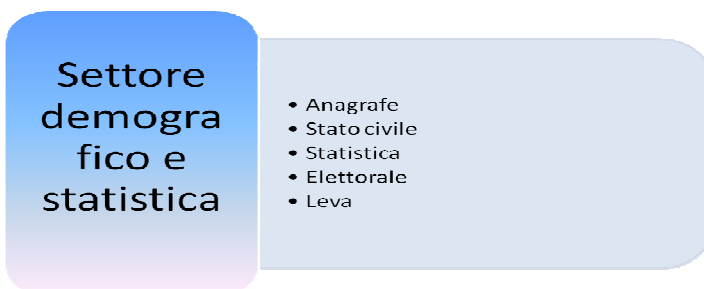 Settore
demogra
fico e
statistica
• Anagrafe
• Stato civile
• Statistica
• Elettorale
• Leva